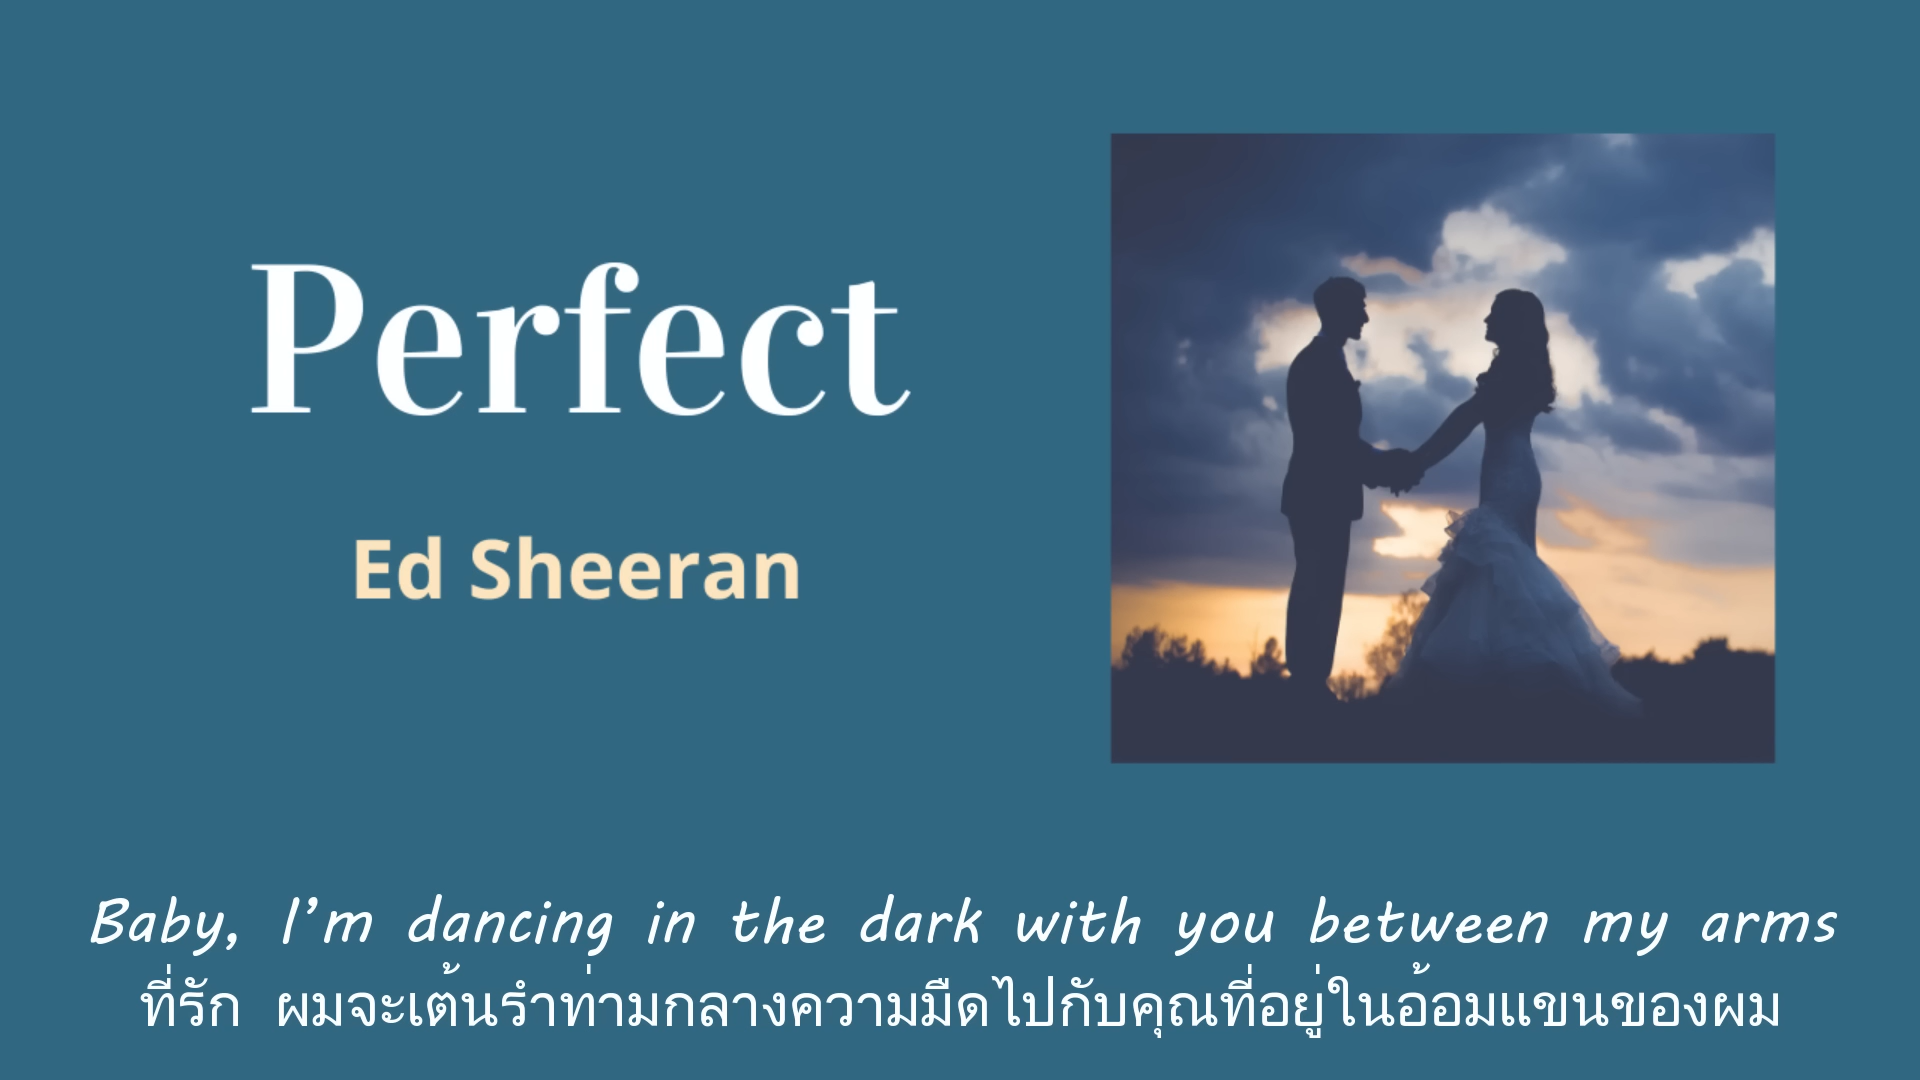 Perfect
Ed Sheeran
Baby, I’m dancing in the dark with you between my arms
ที่รัก ผมจะเต้นรำท่ามกลางความมืดไปกับคุณที่อยู่ในอ้อมแขนของผม